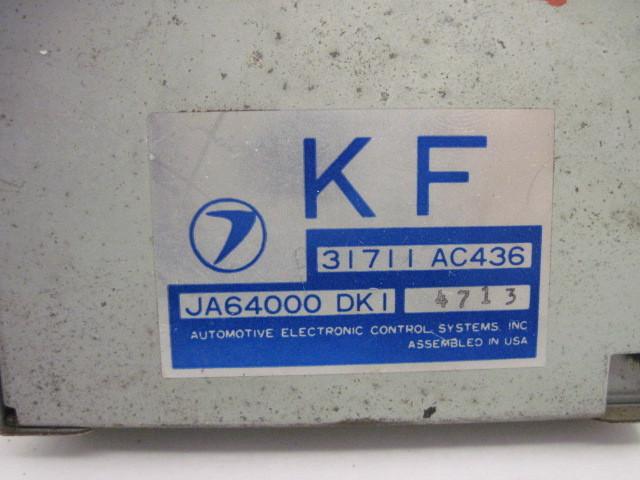 KF
31711 AC436
JA64000 DK1 4713
AUTOMOTIVE ELECTRONIC CONTROL SYSTEMS, INC
ASSEMBLED IN USA